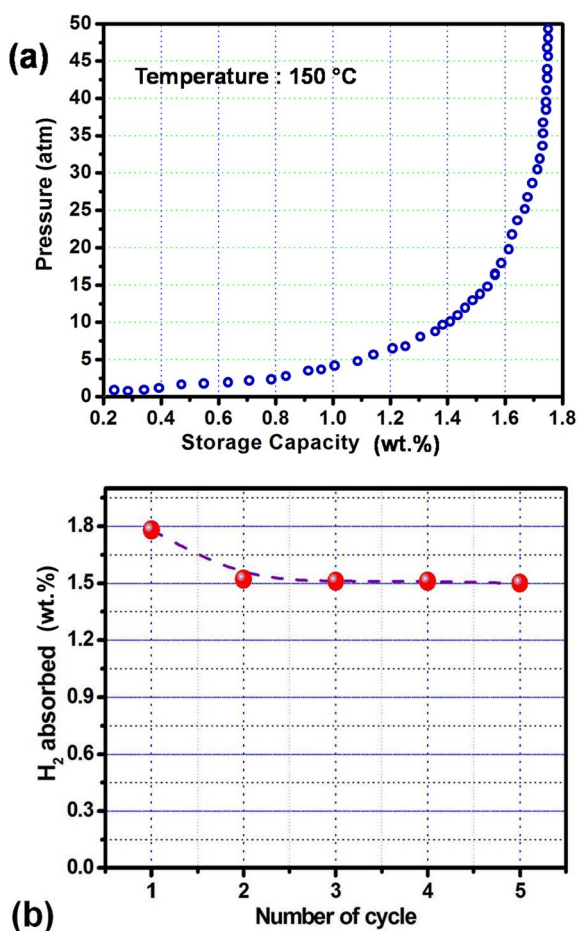 (a)
Temperature : 150 °C
Pressure (atm)
50
45
40
35
30
25
20
15
10
5
0
0.2 0.4 0.6 0.8 1.0 1.2 1.4 1.6 1.8
Storage Capacity (wt.%)
H2 absorbed (wt.%)
1.8
1.5
1.2
0.9
0.6
0.3
0.0
1 2 3 4 5
(b)
Number of cycle